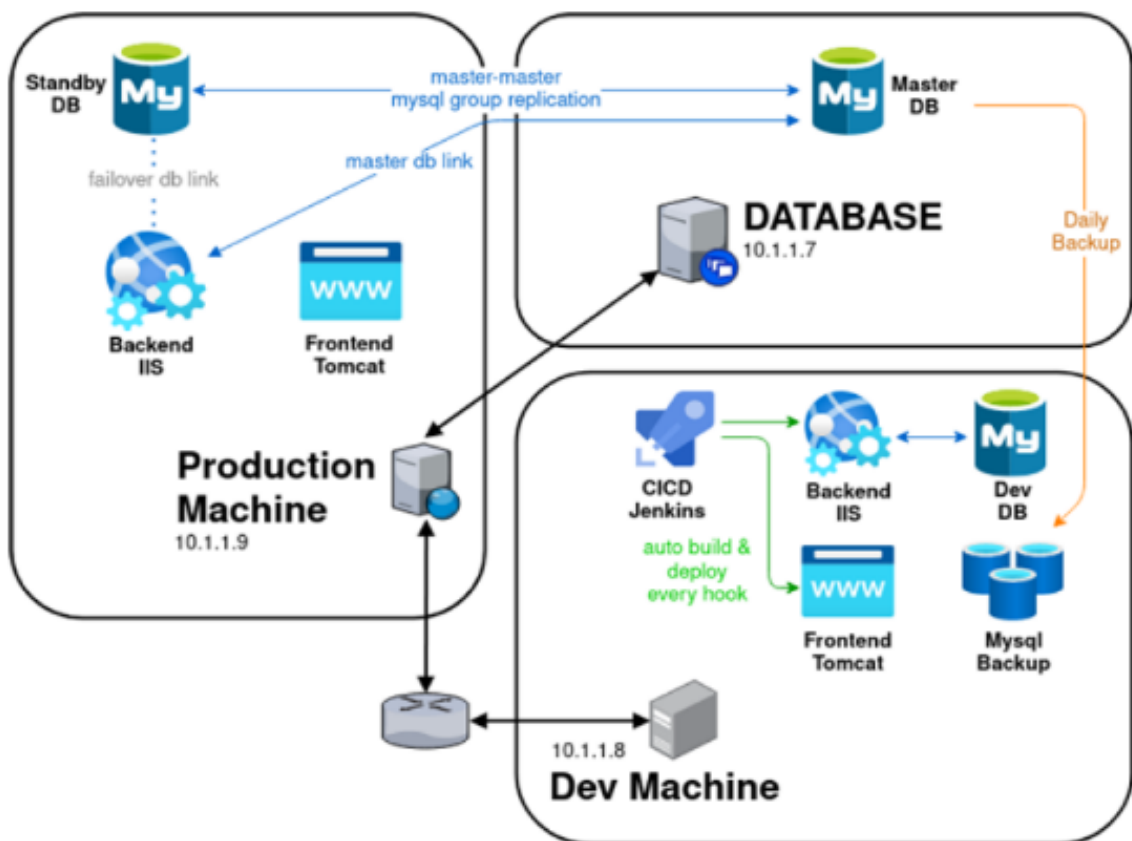 Standby
DB
My
master-master
mysql group replication
My
Master
DB
master db link
failover db link
Daily
Backup
DATABASE
10.1.1.7
www
Backend
IIS
Frontend
Tomcat
Production
Machine
10.1.1.9
My
CICD
Jenkins
Backend
IIS
Dev
DB
auto build &
deploy
every hook
www
Frontend
Tomcat
Mysql
Backup
10.1.1.8
Dev Machine